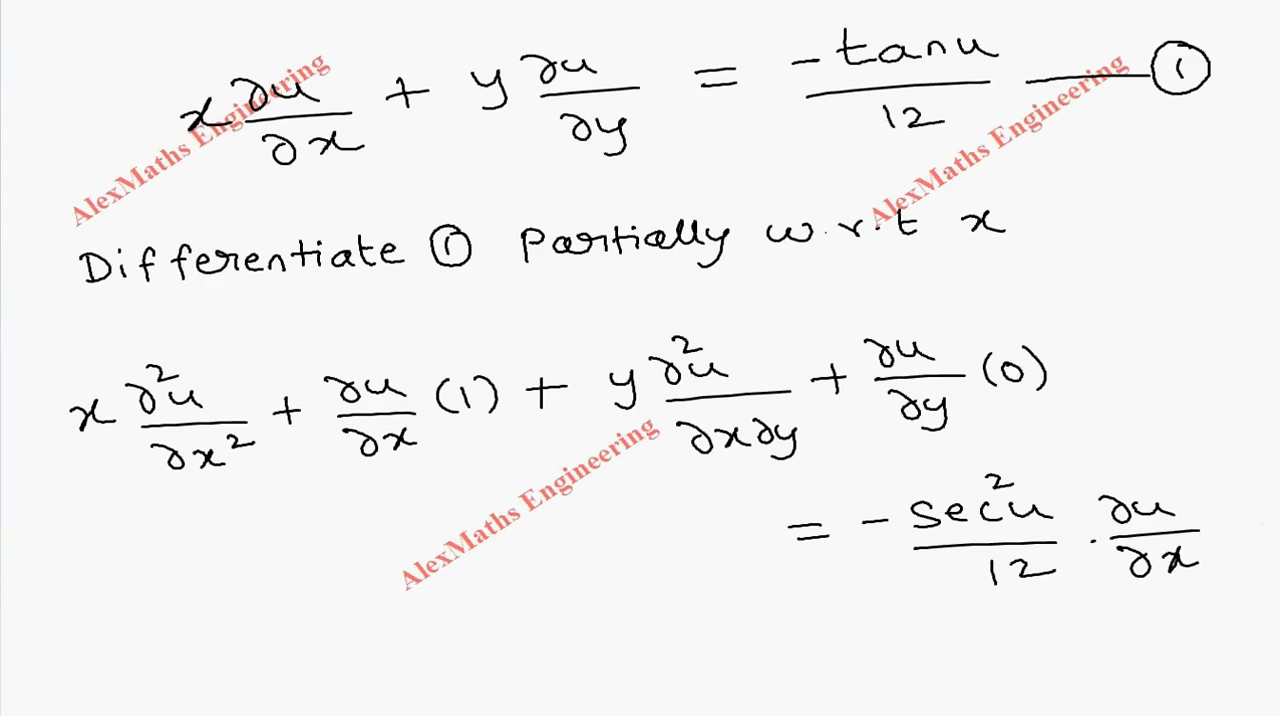 x ∂u/∂x + y ∂u/∂y = -tan u/12 —— ①
AlexMaths Engineering
AlexMaths Engineering
Differentiate ① Partially w.r.t x
x ∂²u/∂x² + ∂u/∂x (1) + y ∂²u/∂x∂y + ∂u/∂y (0)
AlexMaths Engineering
= - sec²u/12 . ∂u/∂x